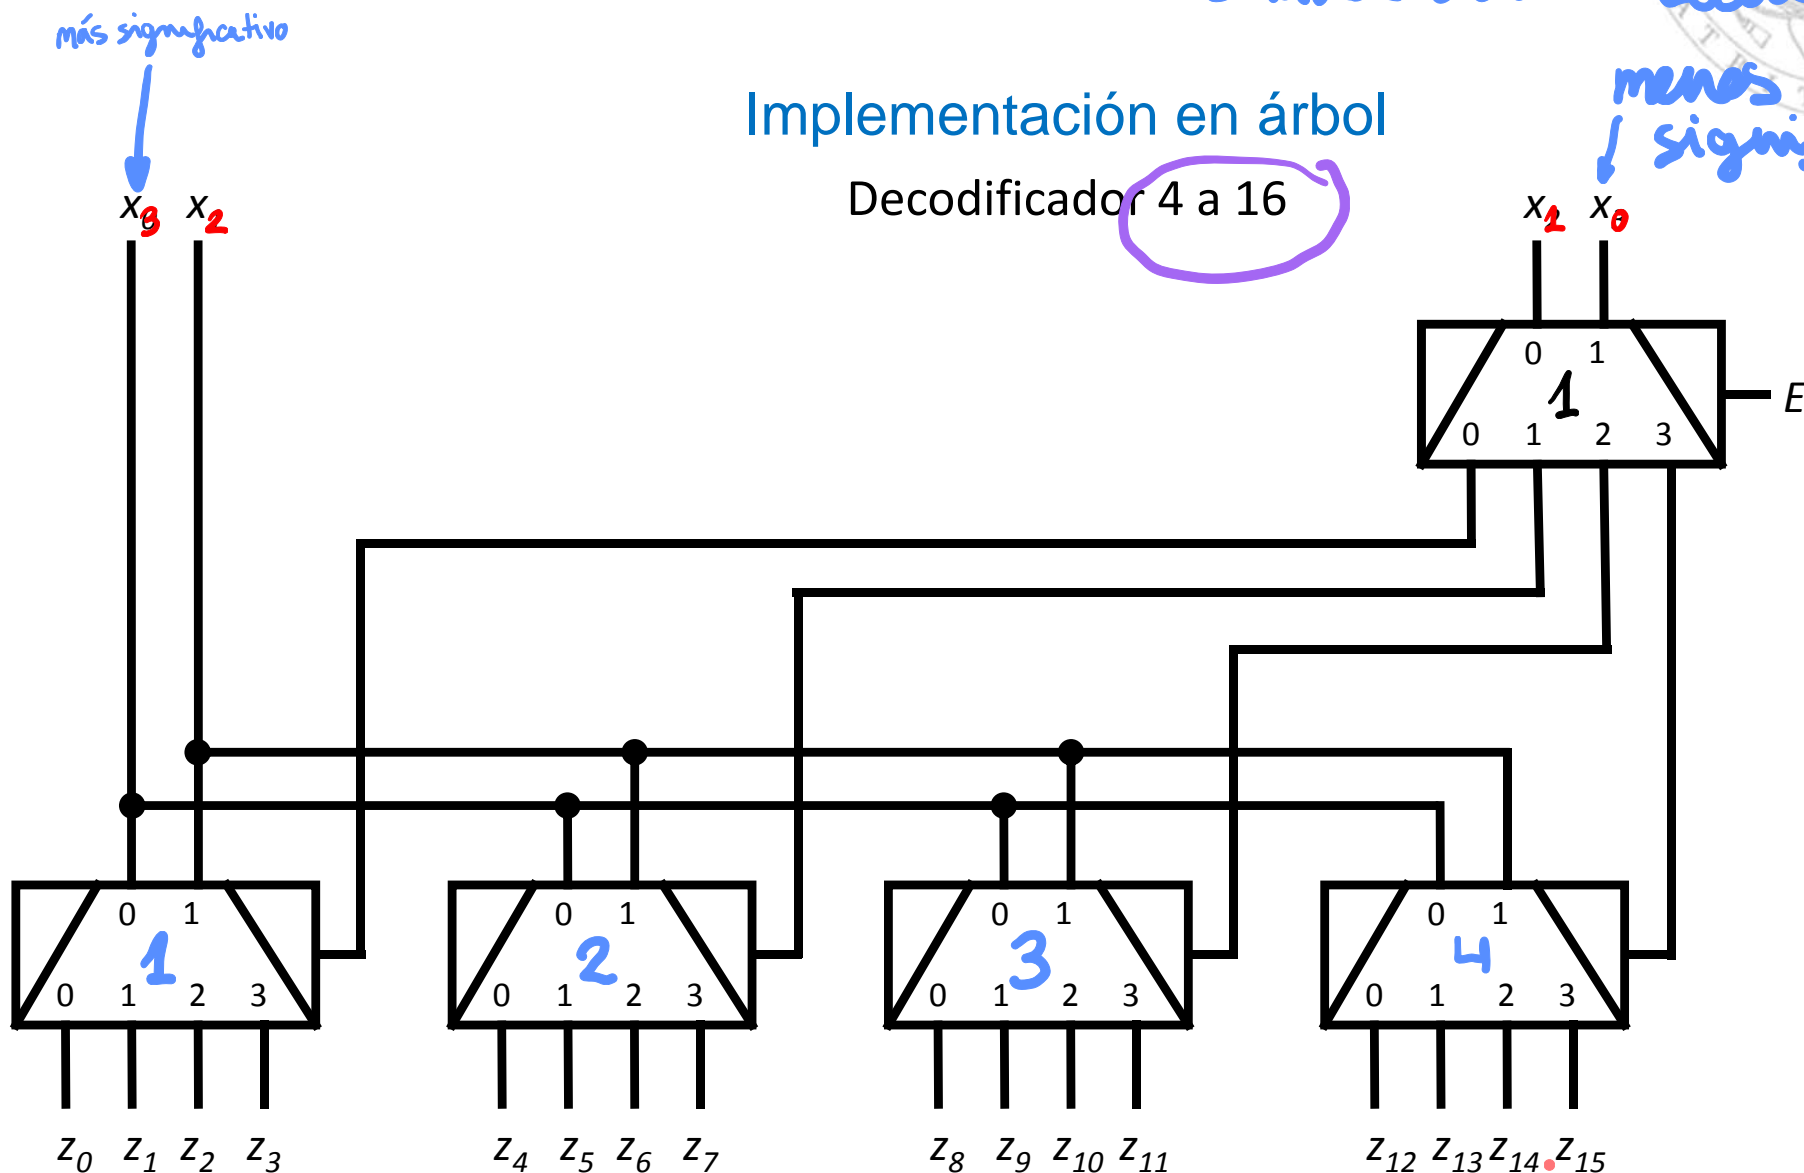 más significativo
menos
Implementación en árbol
Decodificador 4 a 16
x3 x2
x1 x0
0 1
1
E
0 1 2 3
0 1
1
0 1 2 3
0 1
2
0 1 2 3
0 1
3
0 1 2 3
0 1
4
0 1 2 3
z0 z1 z2 z3
z4 z5 z6 z7
z8 z9 z10 z11
z12 z13 z14 z15